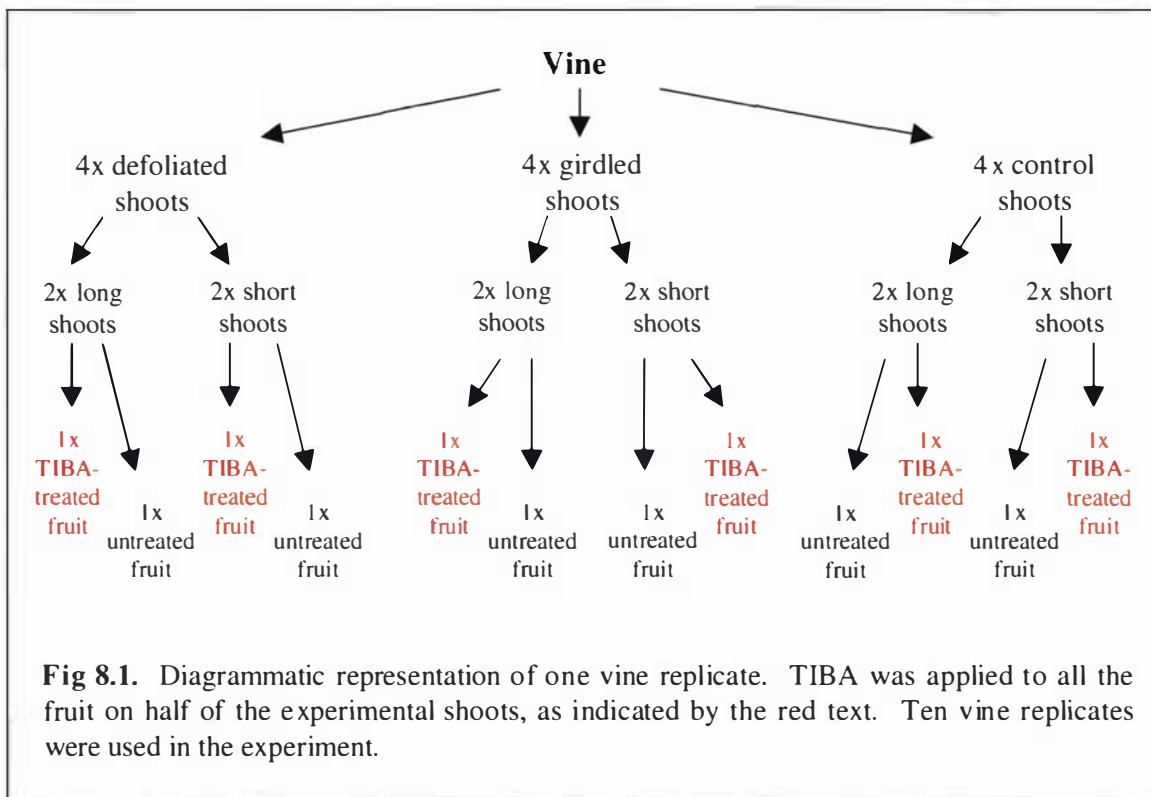 Vine
4x defoliated
shoots
4x girdled
shoots
4x control
shoots
2x long
shoots
2x short
shoots
2x long
shoots
2x short
shoots
2x long
shoots
2x short
shoots
1x
TIBA-
treated
fruit
1x
untreated
fruit
1x
TIBA-
treated
fruit
1x
untreated
fruit
1x
TIBA-
treated
fruit
1x
untreated
fruit
1x
untreated
fruit
1x
TIBA-
treated
fruit
1x
untreated
fruit
1x
TIBA-
treated
fruit
1x
untreated
fruit
1x
TIBA-
treated
fruit
Fig 8.1. Diagrammatic representation of one vine replicate. TIBA was applied to all the
fruit on half of the experimental shoots, as indicated by the red text. Ten vine replicates
were used in the experiment.